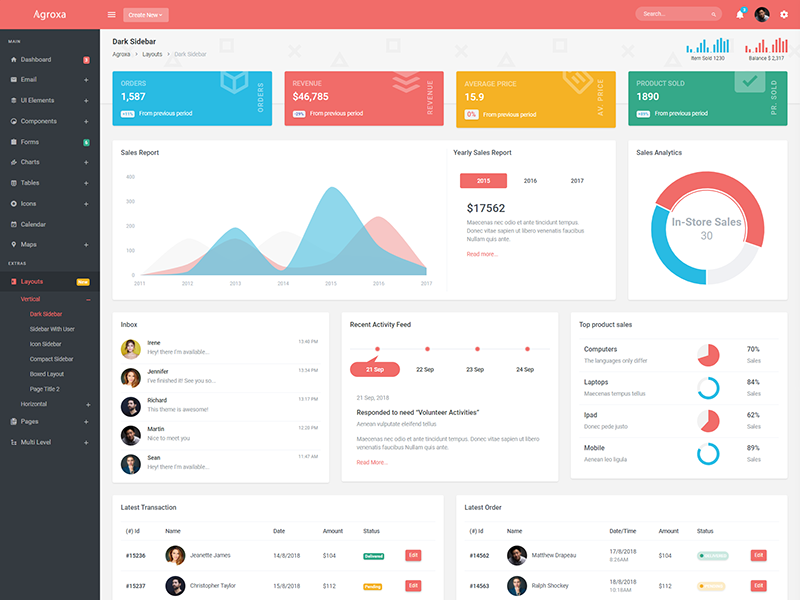 Agroxa
Create New
Search...
MAIN
Dashboard
Email
UI Elements
Components
Forms
Charts
Tables
Icons
Calendar
Maps
EXTRAS
Layouts
New
Vertical
Dark Sidebar
Sidebar With User
Icon Sidebar
Compact Sidebar
Boxed Layout
Page Title 2
Horizontal
Pages
Multi Level
Dark Sidebar
Agroxa > Layouts > Dark Sidebar
Item Sold 1230
Balance $ 2,317
ORDERS
1,587
From previous period
ORDERS
REVENUE
$46,785
-29% From previous period
REVENUE
AVERAGE PRICE
15.9
0% From previous period
AV. PRICE
PRODUCT SOLD
1890
From previous period
PR. SOLD
Sales Report
400
300
200
100
0
2011 2012 2013 2014 2015 2016 2017
Yearly Sales Report
2015 2016 2017
$17562
Maecenas nec odio et ante tincidunt tempus.
Donec vitae sapien ut libero venenatis faucibus
Nullam quis ante.
Read more...
Sales Analytics
In-Store Sales
30
Inbox
Irene 13:40 PM
Hey! there I'm available...
Jennifer 13:34 PM
I've finished it! See you so...
Richard 13:17 PM
This theme is awesome!
Martin 12:20 PM
Nice to meet you
Sean 11:47 AM
Hey! there I'm available...
Recent Activity Feed
21 Sep 22 Sep 23 Sep 24 Sep
21 Sep, 2018
Responded to need "Volunteer Activities"
Aenean vulputate eleifend tellus
Maecenas nec odio et ante tincidunt tempus. Donec vitae sapien ut libero
venenatis faucibus Nullam quis ante.
Read More...
Top product sales
Computers 70%
The languages only differ Sales
Laptops 84%
Maecenas tempus tellus Sales
Ipad 62%
Donec pede justo Sales
Mobile 89%
Aenean leo ligula Sales
Latest Transaction
(#) Id Name Date Amount Status
#15236 Jeanette James 14/8/2018 $104 Delivered Edit
#15237 Christopher Taylor 15/8/2018 $112 Pending Edit
Latest Order
(#) Id Name Date/Time Amount Status
#14562 Matthew Drapeau 17/8/2018 $104 Edit
8:26AM
#14563 Ralph Shockey 18/8/2018 $112 Edit
10:18AM